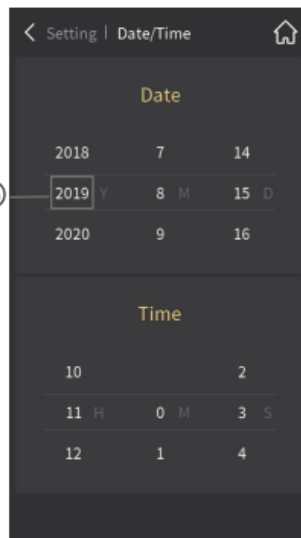 Setting | Date/Time
Date
2018 7 14
2019 Y 8 M 15 D
2020 9 16
Time
10 2
11 H 0 M 3 S
12 1 4